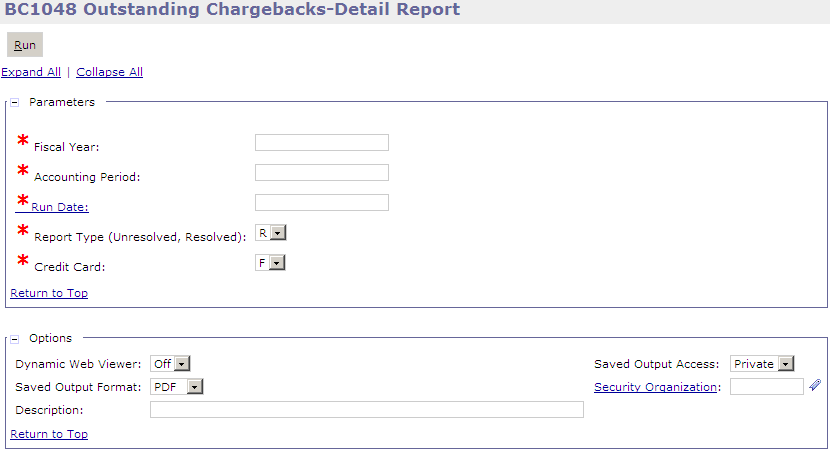 BC1048 Outstanding Chargebacks-Detail Report
Run
Expand All | Collapse All
Parameters
* Fiscal Year:
* Accounting Period:
* Run Date:
* Report Type (Unresolved, Resolved): R
* Credit Card: F
Return to Top
Options
Dynamic Web Viewer: Off Saved Output Access: Private
Saved Output Format: PDF Security Organization:
Description:
Return to Top